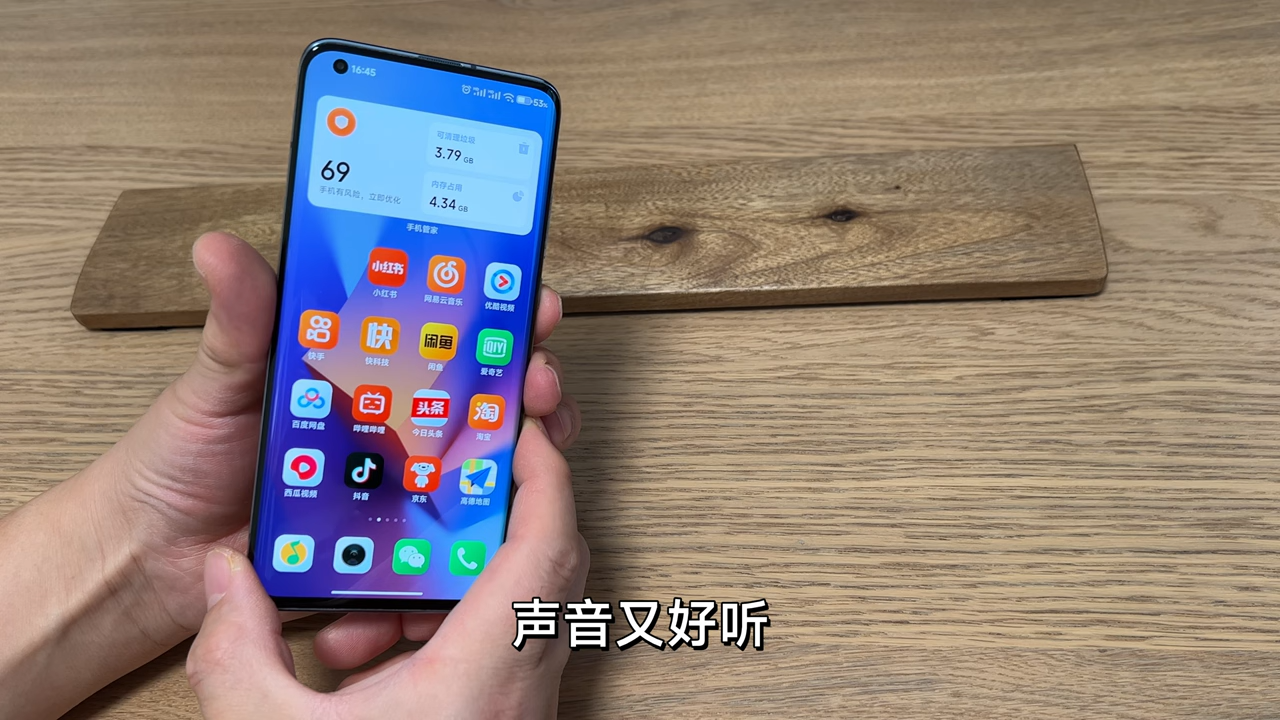 16:45
53%
可清理垃圾
3.79 GB
69
手机有风险，立即优化
内存占用
4.34 GB
手机管家
小红书
小红书
网易云音乐
优酷视频
快
闲鱼
iQIYI
快手
快科技
闲鱼
爱奇艺
头条
淘
百度网盘
哔哩哔哩
今日头条
淘宝
西瓜视频
抖音
京东
高德地图
声音又好听